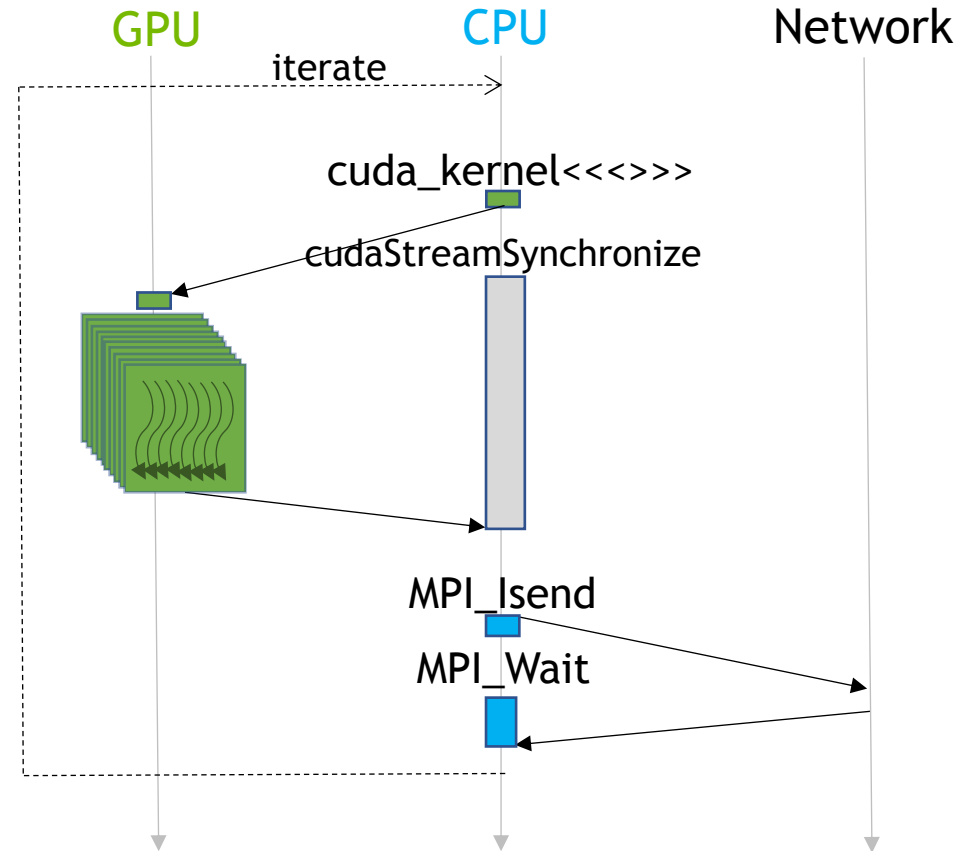 GPU
CPU
Network
iterate
cuda_kernel<<<>>>
cudaStreamSynchronize
MPI_Isend
MPI_Wait